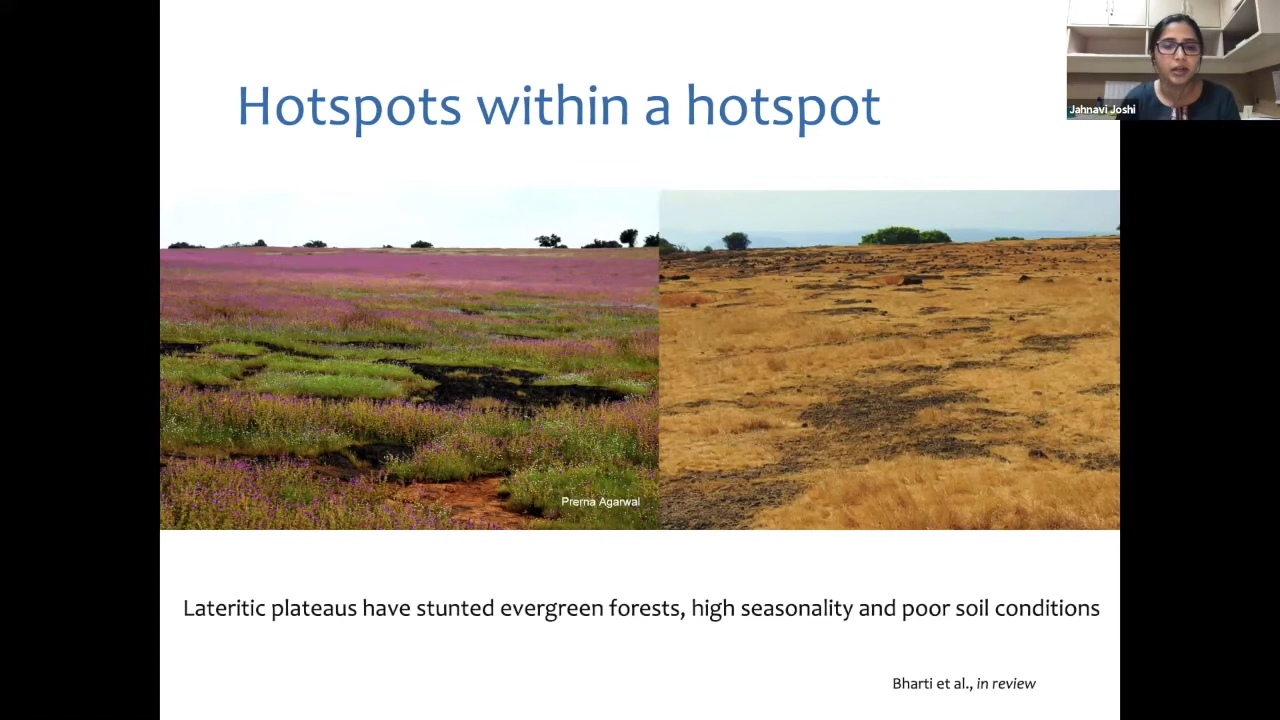 Hotspots within a hotspot
Jahnavi Joshi
Prerna Agarwal
Lateritic plateaus have stunted evergreen forests, high seasonality and poor soil conditions
Bharti et al., in review